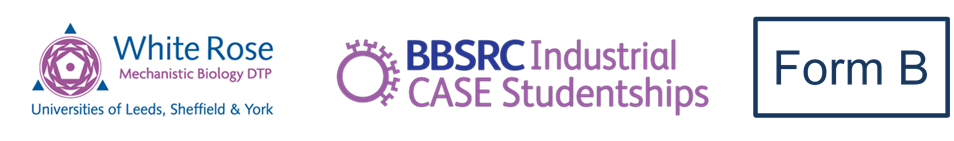 White Rose
Mechanistic Biology DTP
Universities of Leeds, Sheffield & York
BBSRC Industrial
CASE Studentships
Form B